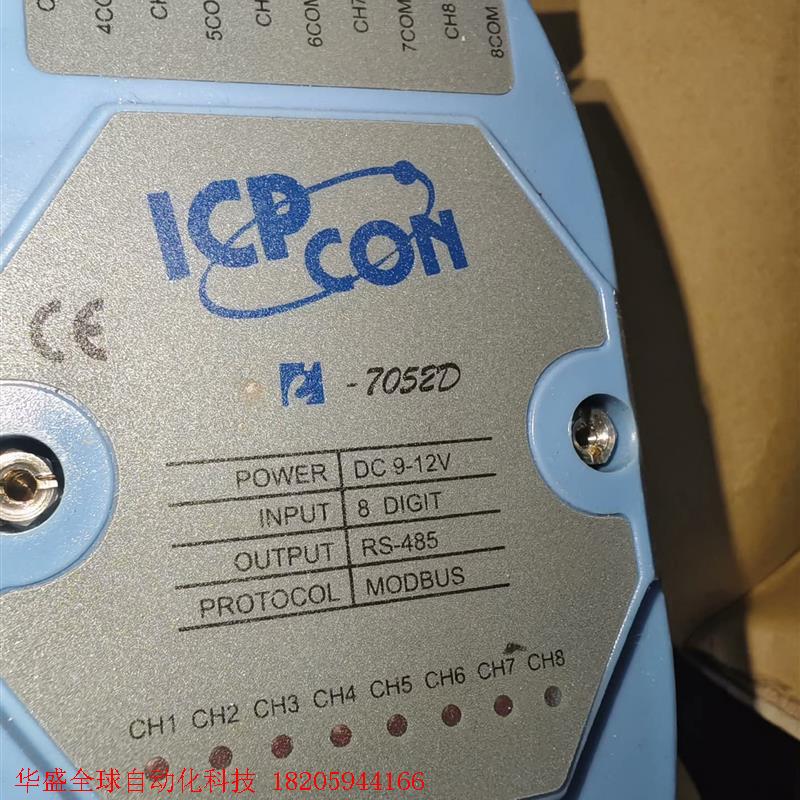 4CO
CH
5CO
CH
6COM
CH7
7COM
CH8
8COM
ICP CON
CE
-7052D
POWER DC 9-12V
INPUT 8 DIGIT
OUTPUT RS-485
PROTOCOL MODBUS
CH1 CH2 CH3 CH4 CH5 CH6 CH7 CH8
华盛全球自动化科技 18205944166